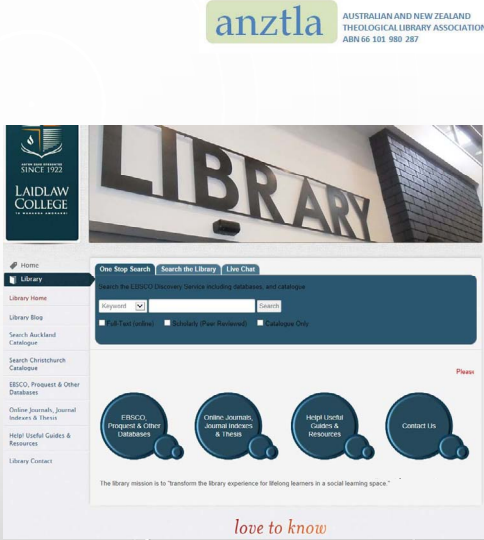 anztla
AUSTRALIAN AND NEW ZEALAND
THEOLOGICAL LIBRARY ASSOCIATION
ABN 66 101 980 287
SINCE 1922
LAIDLAW
COLLEGE
LIBRARY
Home
Library
Library Home
Library Blog
Search Auckland
Catalogue
Search Christchurch
Catalogue
EBSCO, Proquest & Other
Databases
Online Journals, Journal
Indexes & Thesis
Help! Useful Guides &
Resources
Library Contact
One Stop Search Search the Library Live Chat
Search the EBSCO Discovery Service including databases, and catalogue
Keyword Search
Full Text (online) Scholarly (Peer Reviewed) Catalogue Only
Please
EBSCO,
Proquest & Other
Databases
Online Journals,
Journal Indexes
& Thesis
Help! Useful
Guides &
Resources
Contact Us
The library mission is to "transform the library experience for lifelong learners in a social learning space."
love to know